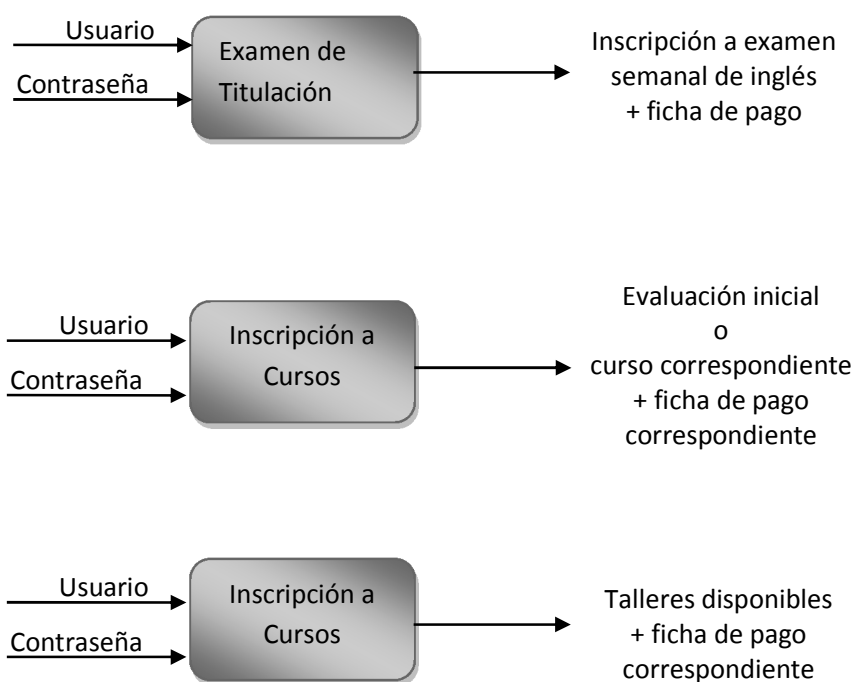 Usuario
Contraseña
Examen de
Titulación
Inscripción a examen
semanal de inglés
+ ficha de pago
Usuario
Contraseña
Inscripción a
Cursos
Evaluación inicial
o
curso correspondiente
+ ficha de pago
correspondiente
Usuario
Contraseña
Inscripción a
Cursos
Talleres disponibles
+ ficha de pago
correspondiente